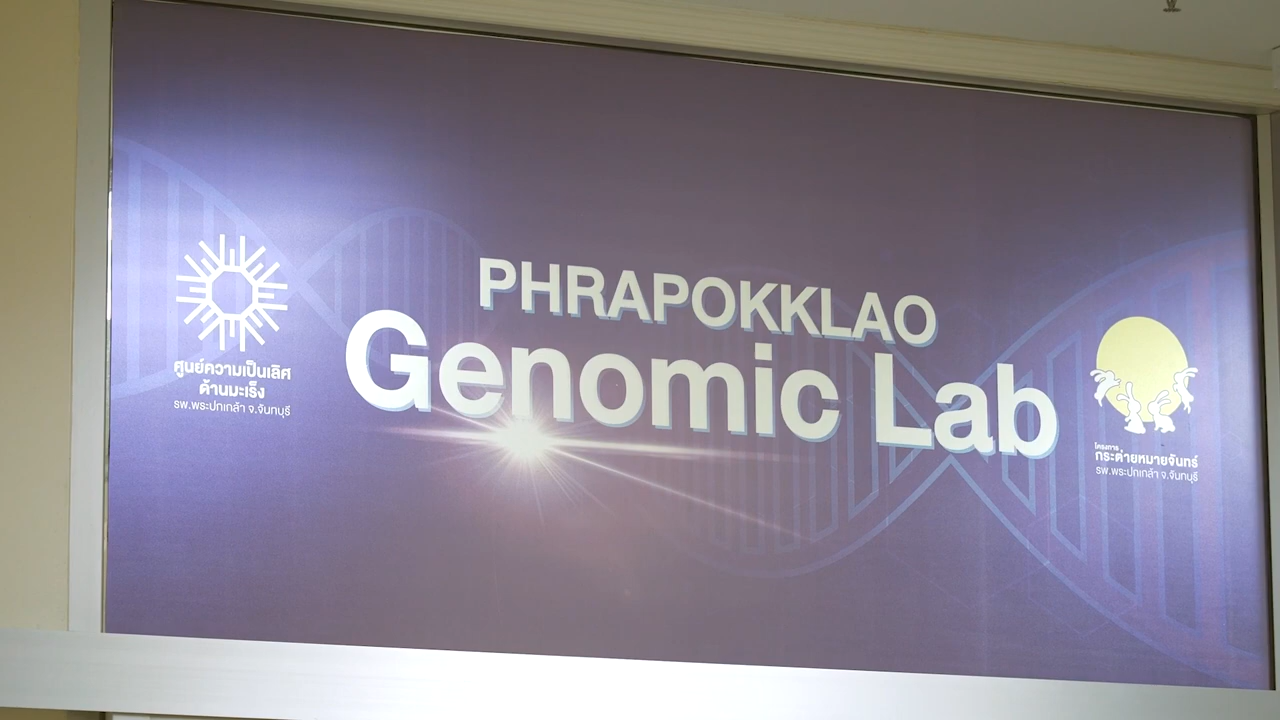 PHRAPOKKLAO
Genomic Lab
ศูนย์ความเป็นเลิศ
ด้านมะเร็ง
รพ.พระปกเกล้า จ.จันทบุรี
โครงการ
กระต่ายหมายจันทร์
รพ.พระปกเกล้า จ.จันทบุรี